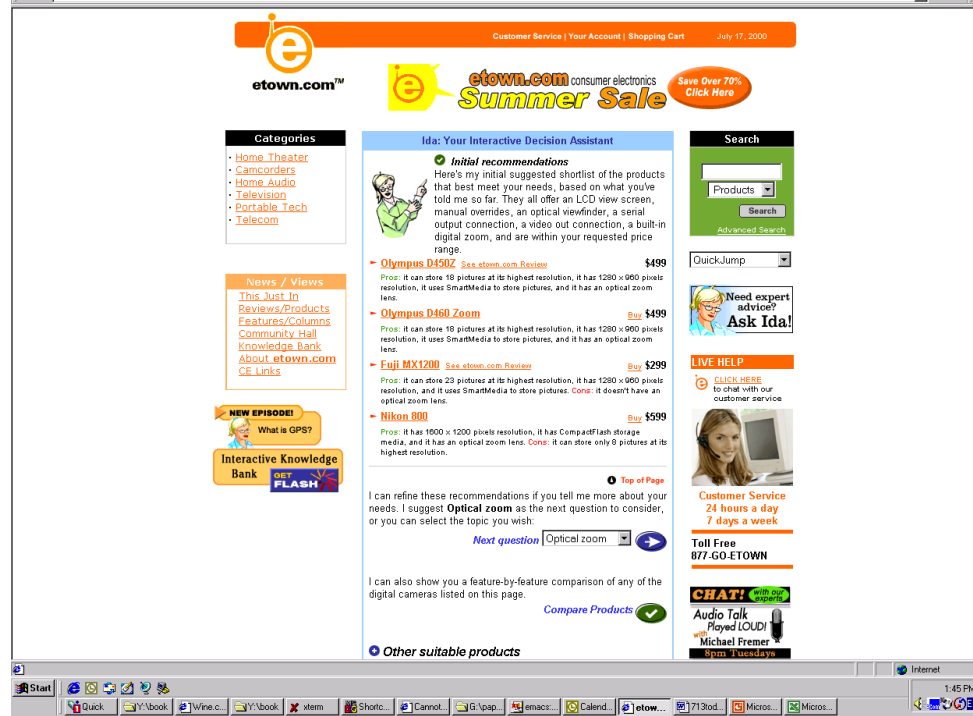 Customer Service | Your Account | Shopping Cart
July 17, 2000
e
etown.com™
etown.com consumer electronics
Summer Sale
Save Over 70%
Click Here
Categories
· Home Theater
· Camcorders
· Home Audio
· Television
· Portable Tech
· Telecom
News / Views
This Just In
Reviews/Products
Features/Columns
Community Hall
Knowledge Bank
About etown.com
CE Links
NEW EPISODE!
What is GPS?
Interactive Knowledge
Bank
GET
FLASH
Ida: Your Interactive Decision Assistant
Initial recommendations
Here's my initial suggested shortlist of the products
that best meet your needs, based on what you've
told me so far. They all offer an LCD view screen,
manual overrides, an optical viewfinder, a serial
output connection, a video out connection, a built-in
digital zoom, and are within your requested price
range.
Olympus D450Z See etown.com Review $499
Pros: it can store 18 pictures at its highest resolution, it has 1280 x 960 pixels
resolution, it uses SmartMedia to store pictures, and it has an optical zoom
lens.
Olympus D460 Zoom Buy $499
Pros: it can store 18 pictures at its highest resolution, it has 1280 x 960 pixels
resolution, it uses SmartMedia to store pictures, and it has an optical zoom
lens.
Fuji MX1200 See etown.com Review Buy $299
Pros: it can store 23 pictures at its highest resolution, it has 1280 x 960 pixels
resolution, and it uses SmartMedia to store pictures. Cons: it doesn't have an
optical zoom lens.
Nikon 800 Buy $599
Pros: it has 1600 x 1200 pixels resolution, it has CompactFlash storage
media, and it has an optical zoom lens. Cons: it can store only 8 pictures at its
highest resolution.
Top of Page
I can refine these recommendations if you tell me more about your
needs. I suggest Optical zoom as the next question to consider,
or you can select the topic you wish:
Next question Optical zoom
I can also show you a feature-by-feature comparison of any of the
digital cameras listed on this page.
Compare Products
Other suitable products
Search
Products
Search
Advanced Search
QuickJump
Need expert
advice?
Ask Ida!
LIVE HELP
CLICK HERE
to chat with our
customer service
Customer Service
24 hours a day
7 days a week
Toll Free
877-GO-ETOWN
CHAT! with our
experts
Audio Talk
Played LOUD!
with
Michael Fremer
8pm Tuesdays
Internet
Start
1:45 PM
Quick
Y:\book
Wine.c...
Y:\book
xterm
Shortc...
Cannot...
G:\pap...
emacs:...
Calend...
etow...
713tod...
Micros...
Micros...